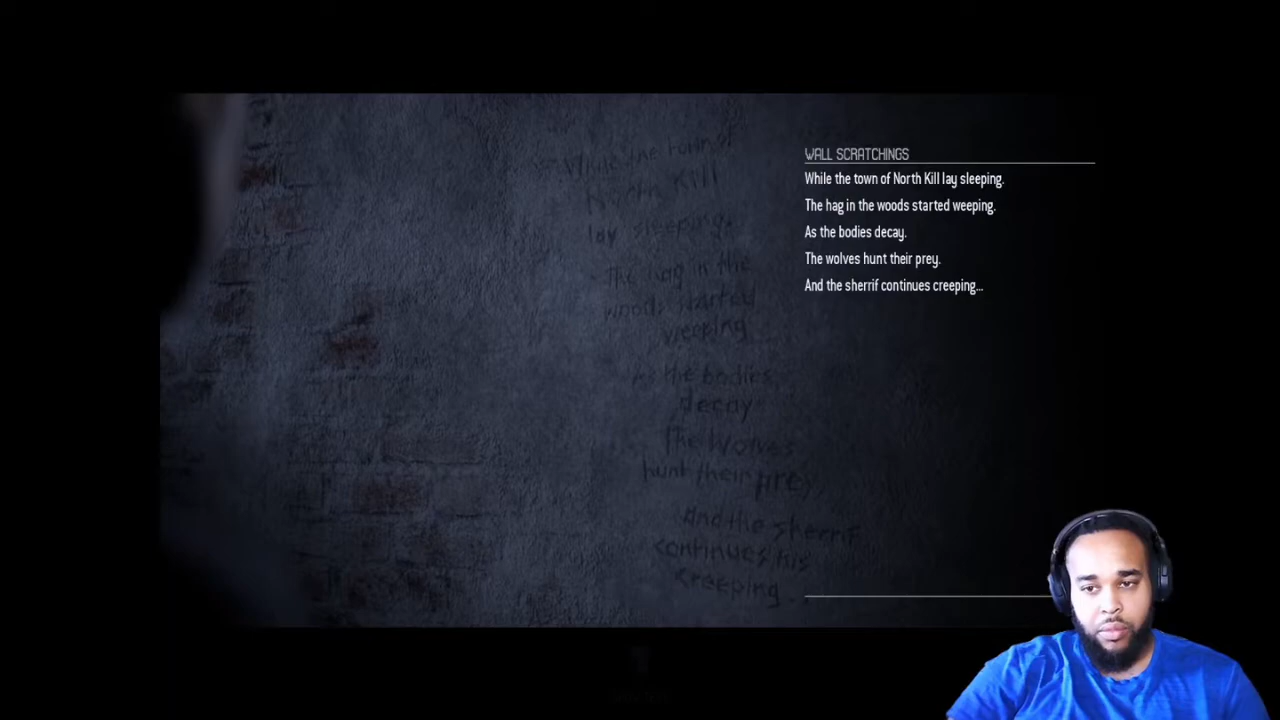 WALL SCRATCHINGS
While the town of North Kill lay sleeping.
The hag in the woods started weeping.
As the bodies decay.
The wolves hunt their prey.
And the sherrif continues creeping...
While the town of
North Kill
lay sleeping.
The hag in the
woods started
weeping
As the bodies
decay
The Wolves
hunt their prey,
And the sherrif
continues his
creeping...